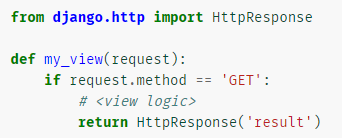 from django.http import HttpResponse

def my_view(request):
    if request.method == 'GET':
        # <view logic>
        return HttpResponse('result')